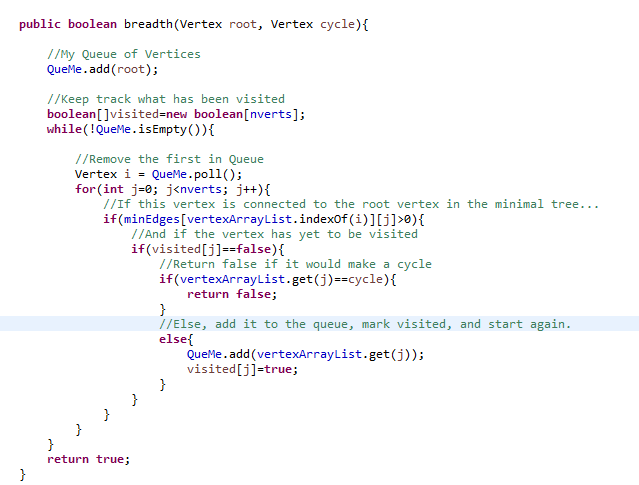 public boolean breadth(Vertex root, Vertex cycle){
//My Queue of Vertices
QueMe.add(root);
//Keep track what has been visited
boolean[]visited=new boolean[nverts];
while(!QueMe.isEmpty()){
//Remove the first in Queue
Vertex i = QueMe.poll();
for(int j=0; j<nverts; j++){
//If this vertex is connected to the root vertex in the minimal tree...
if(minEdges[vertexArrayList.indexOf(i)][j]>0){
//And if the vertex has yet to be visited
if(visited[j]==false){
//Return false if it would make a cycle
if(vertexArrayList.get(j)==cycle){
return false;
}
//Else, add it to the queue, mark visited, and start again.
else{
QueMe.add(vertexArrayList.get(j));
visited[j]=true;
}
}
}
}
}
return true;
}